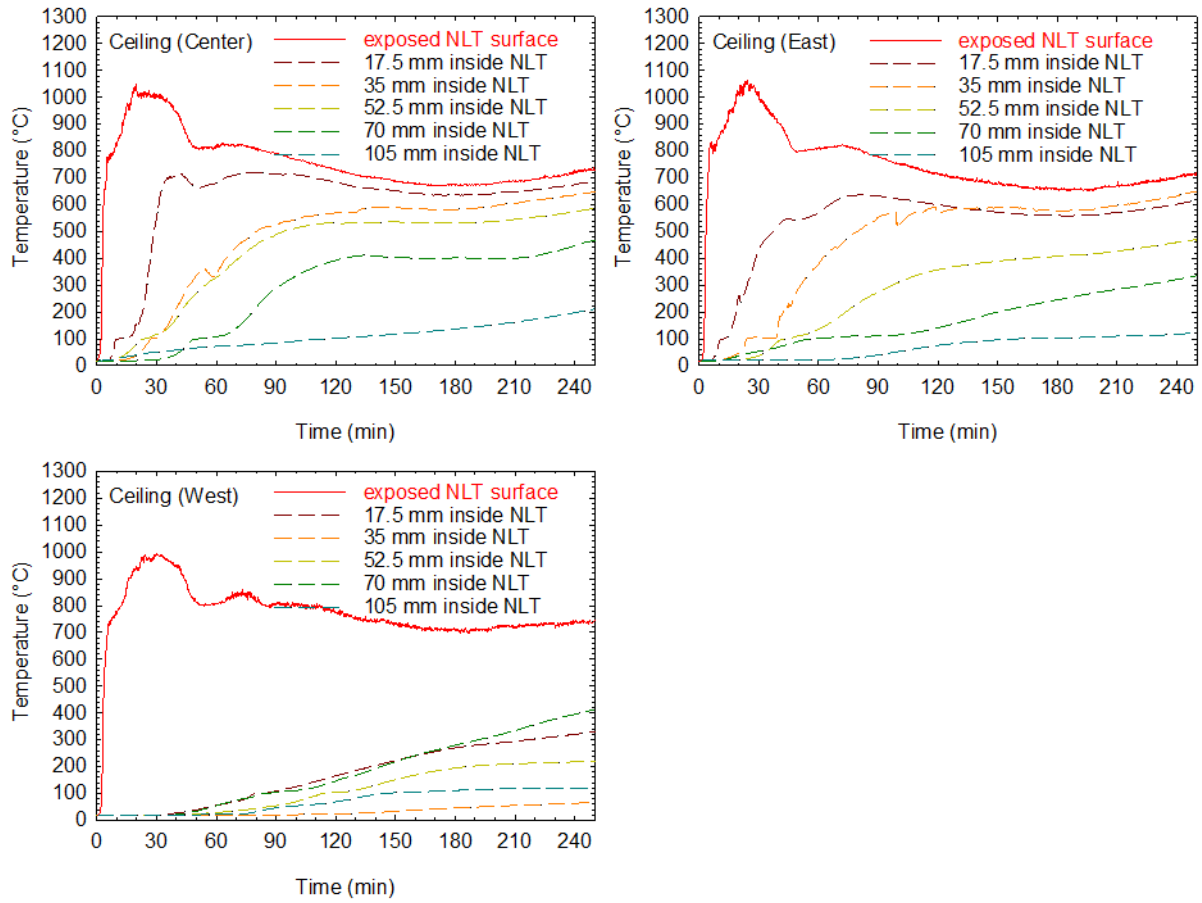 1300
1200
1100
1000
900
800
700
600
500
400
300
200
100
0
Temperature (°C)
Ceiling (Center)
exposed NLT surface
17.5 mm inside NLT
35 mm inside NLT
52.5 mm inside NLT
70 mm inside NLT
105 mm inside NLT
0 30 60 90 120 150 180 210 240
Time (min)
1300
1200
1100
1000
900
800
700
600
500
400
300
200
100
0
Temperature (°C)
Ceiling (East)
exposed NLT surface
17.5 mm inside NLT
35 mm inside NLT
52.5 mm inside NLT
70 mm inside NLT
105 mm inside NLT
0 30 60 90 120 150 180 210 240
Time (min)
1300
1200
1100
1000
900
800
700
600
500
400
300
200
100
0
Temperature (°C)
Ceiling (West)
exposed NLT surface
17.5 mm inside NLT
35 mm inside NLT
52.5 mm inside NLT
70 mm inside NLT
105 mm inside NLT
0 30 60 90 120 150 180 210 240
Time (min)